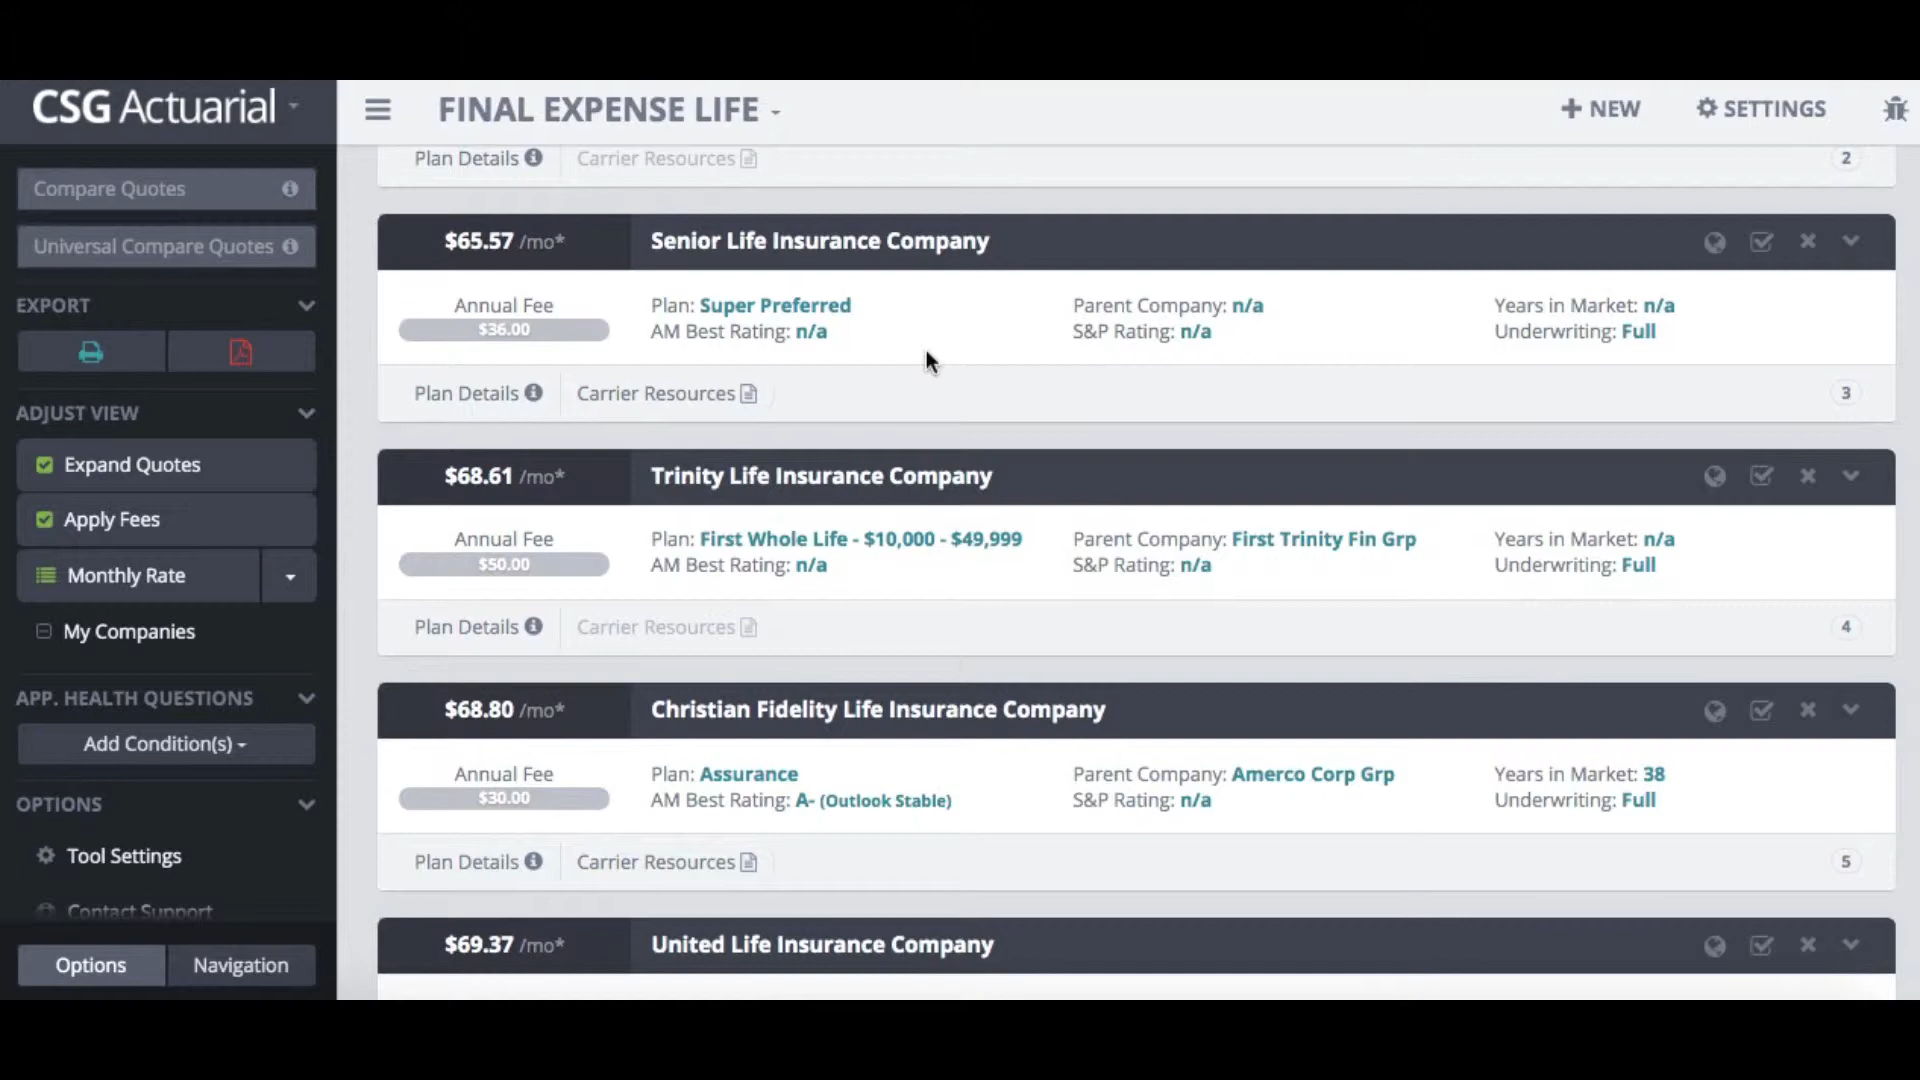 CSG Actuarial
FINAL EXPENSE LIFE
NEW
SETTINGS
Compare Quotes
Universal Compare Quotes
EXPORT
ADJUST VIEW
Expand Quotes
Apply Fees
Monthly Rate
My Companies
APP. HEALTH QUESTIONS
Add Condition(s)
OPTIONS
Tool Settings
Contact Support
Options
Navigation
Plan Details
Carrier Resources
2
$65.57 /mo*
Senior Life Insurance Company
Annual Fee
$36.00
Plan: Super Preferred
AM Best Rating: n/a
Parent Company: n/a
S&P Rating: n/a
Years in Market: n/a
Underwriting: Full
Plan Details
Carrier Resources
3
$68.61 /mo*
Trinity Life Insurance Company
Annual Fee
$50.00
Plan: First Whole Life - $10,000 - $49,999
AM Best Rating: n/a
Parent Company: First Trinity Fin Grp
S&P Rating: n/a
Years in Market: n/a
Underwriting: Full
Plan Details
Carrier Resources
4
$68.80 /mo*
Christian Fidelity Life Insurance Company
Annual Fee
$30.00
Plan: Assurance
AM Best Rating: A- (Outlook Stable)
Parent Company: Amerco Corp Grp
S&P Rating: n/a
Years in Market: 38
Underwriting: Full
Plan Details
Carrier Resources
5
$69.37 /mo*
United Life Insurance Company